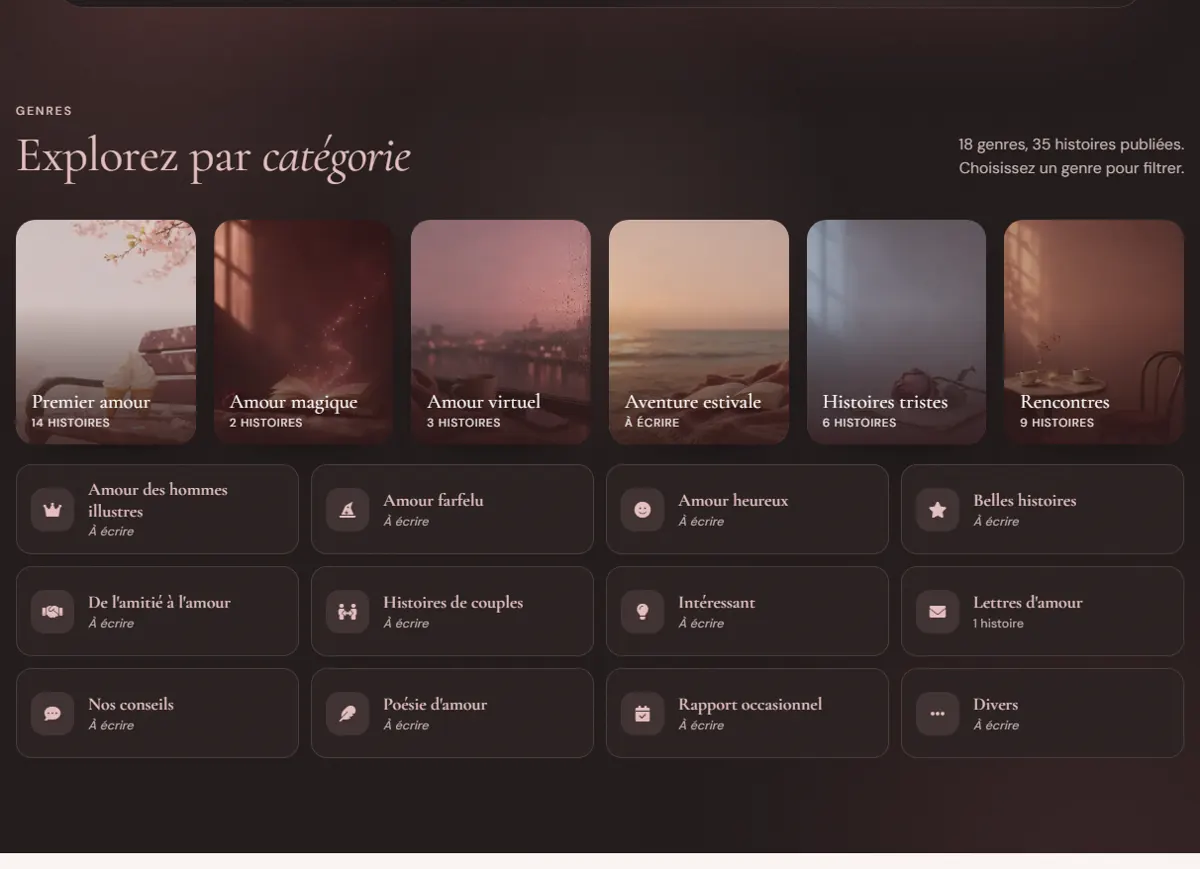 GENRES
Explorez par catégorie
18 genres, 35 histoires publiées.
Choisissez un genre pour filtrer.
Premier amour
14 HISTOIRES
Amour magique
2 HISTOIRES
Amour virtuel
3 HISTOIRES
Aventure estivale
À ÉCRIRE
Histoires tristes
6 HISTOIRES
Rencontres
9 HISTOIRES
Amour des hommes
illustres
À écrire
Amour farfelu
À écrire
Amour heureux
À écrire
Belles histoires
À écrire
De l'amitié à l'amour
À écrire
Histoires de couples
À écrire
Intéressant
À écrire
Lettres d'amour
1 histoire
Nos conseils
À écrire
Poésie d'amour
À écrire
Rapport occasionnel
À écrire
Divers
À écrire